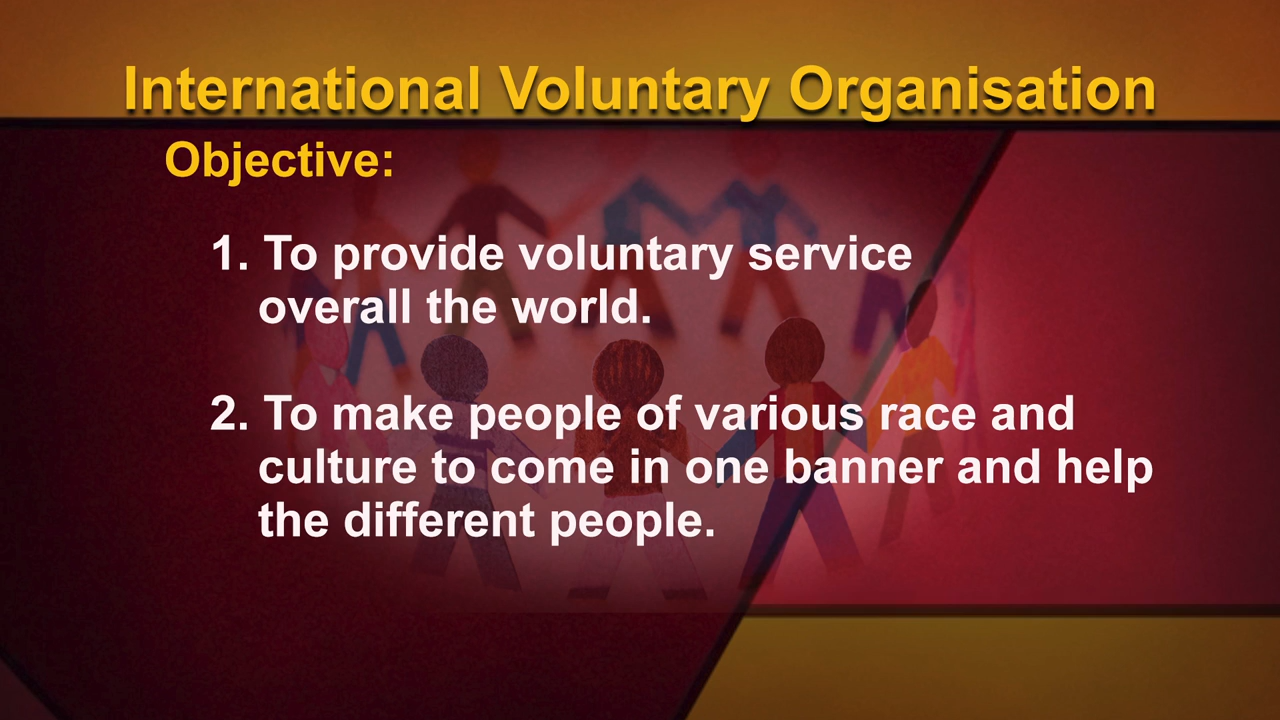 International Voluntary Organisation
Objective:
1. To provide voluntary service
overall the world.
2. To make people of various race and
culture to come in one banner and help
the different people.